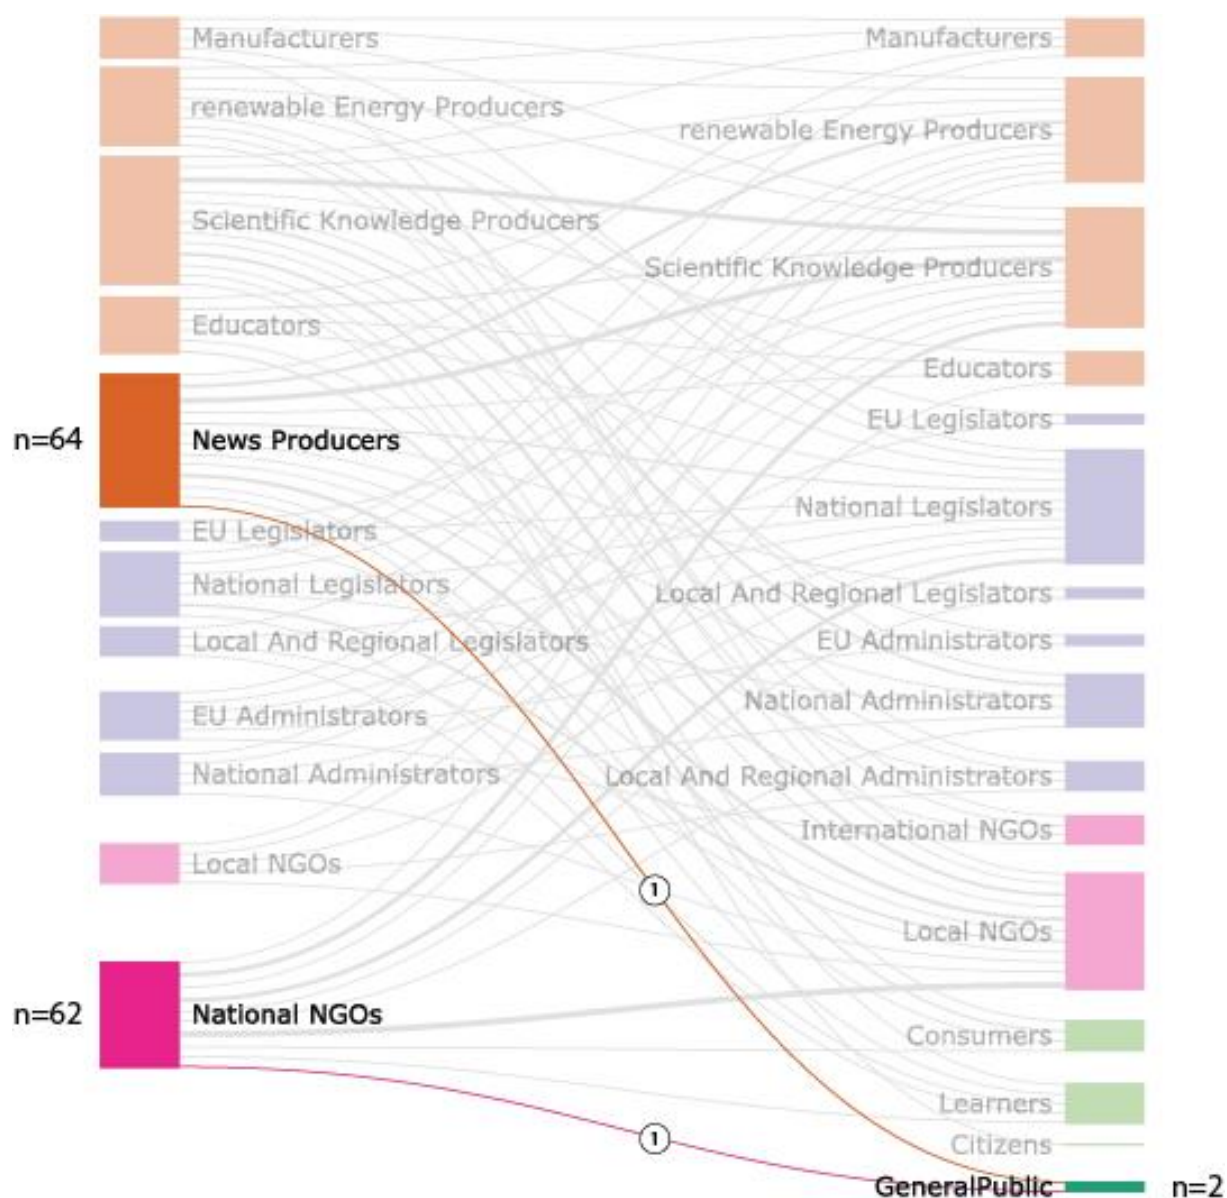 Manufacturers
Manufacturers
renewable Energy Producers
renewable Energy Producers
Scientific Knowledge Producers
Scientific Knowledge Producers
Educators
Educators
EU Legislators
n=64
News Producers
National Legislators
EU Legislators
National Legislators
Local And Regional Legislators
Local And Regional Legislators
EU Administrators
National Administrators
EU Administrators
National Administrators
Local And Regional Administrators
International NGOs
Local NGOs
1
Local NGOs
n=62
National NGOs
Consumers
Learners
1
Citizens
GeneralPublic
n=2